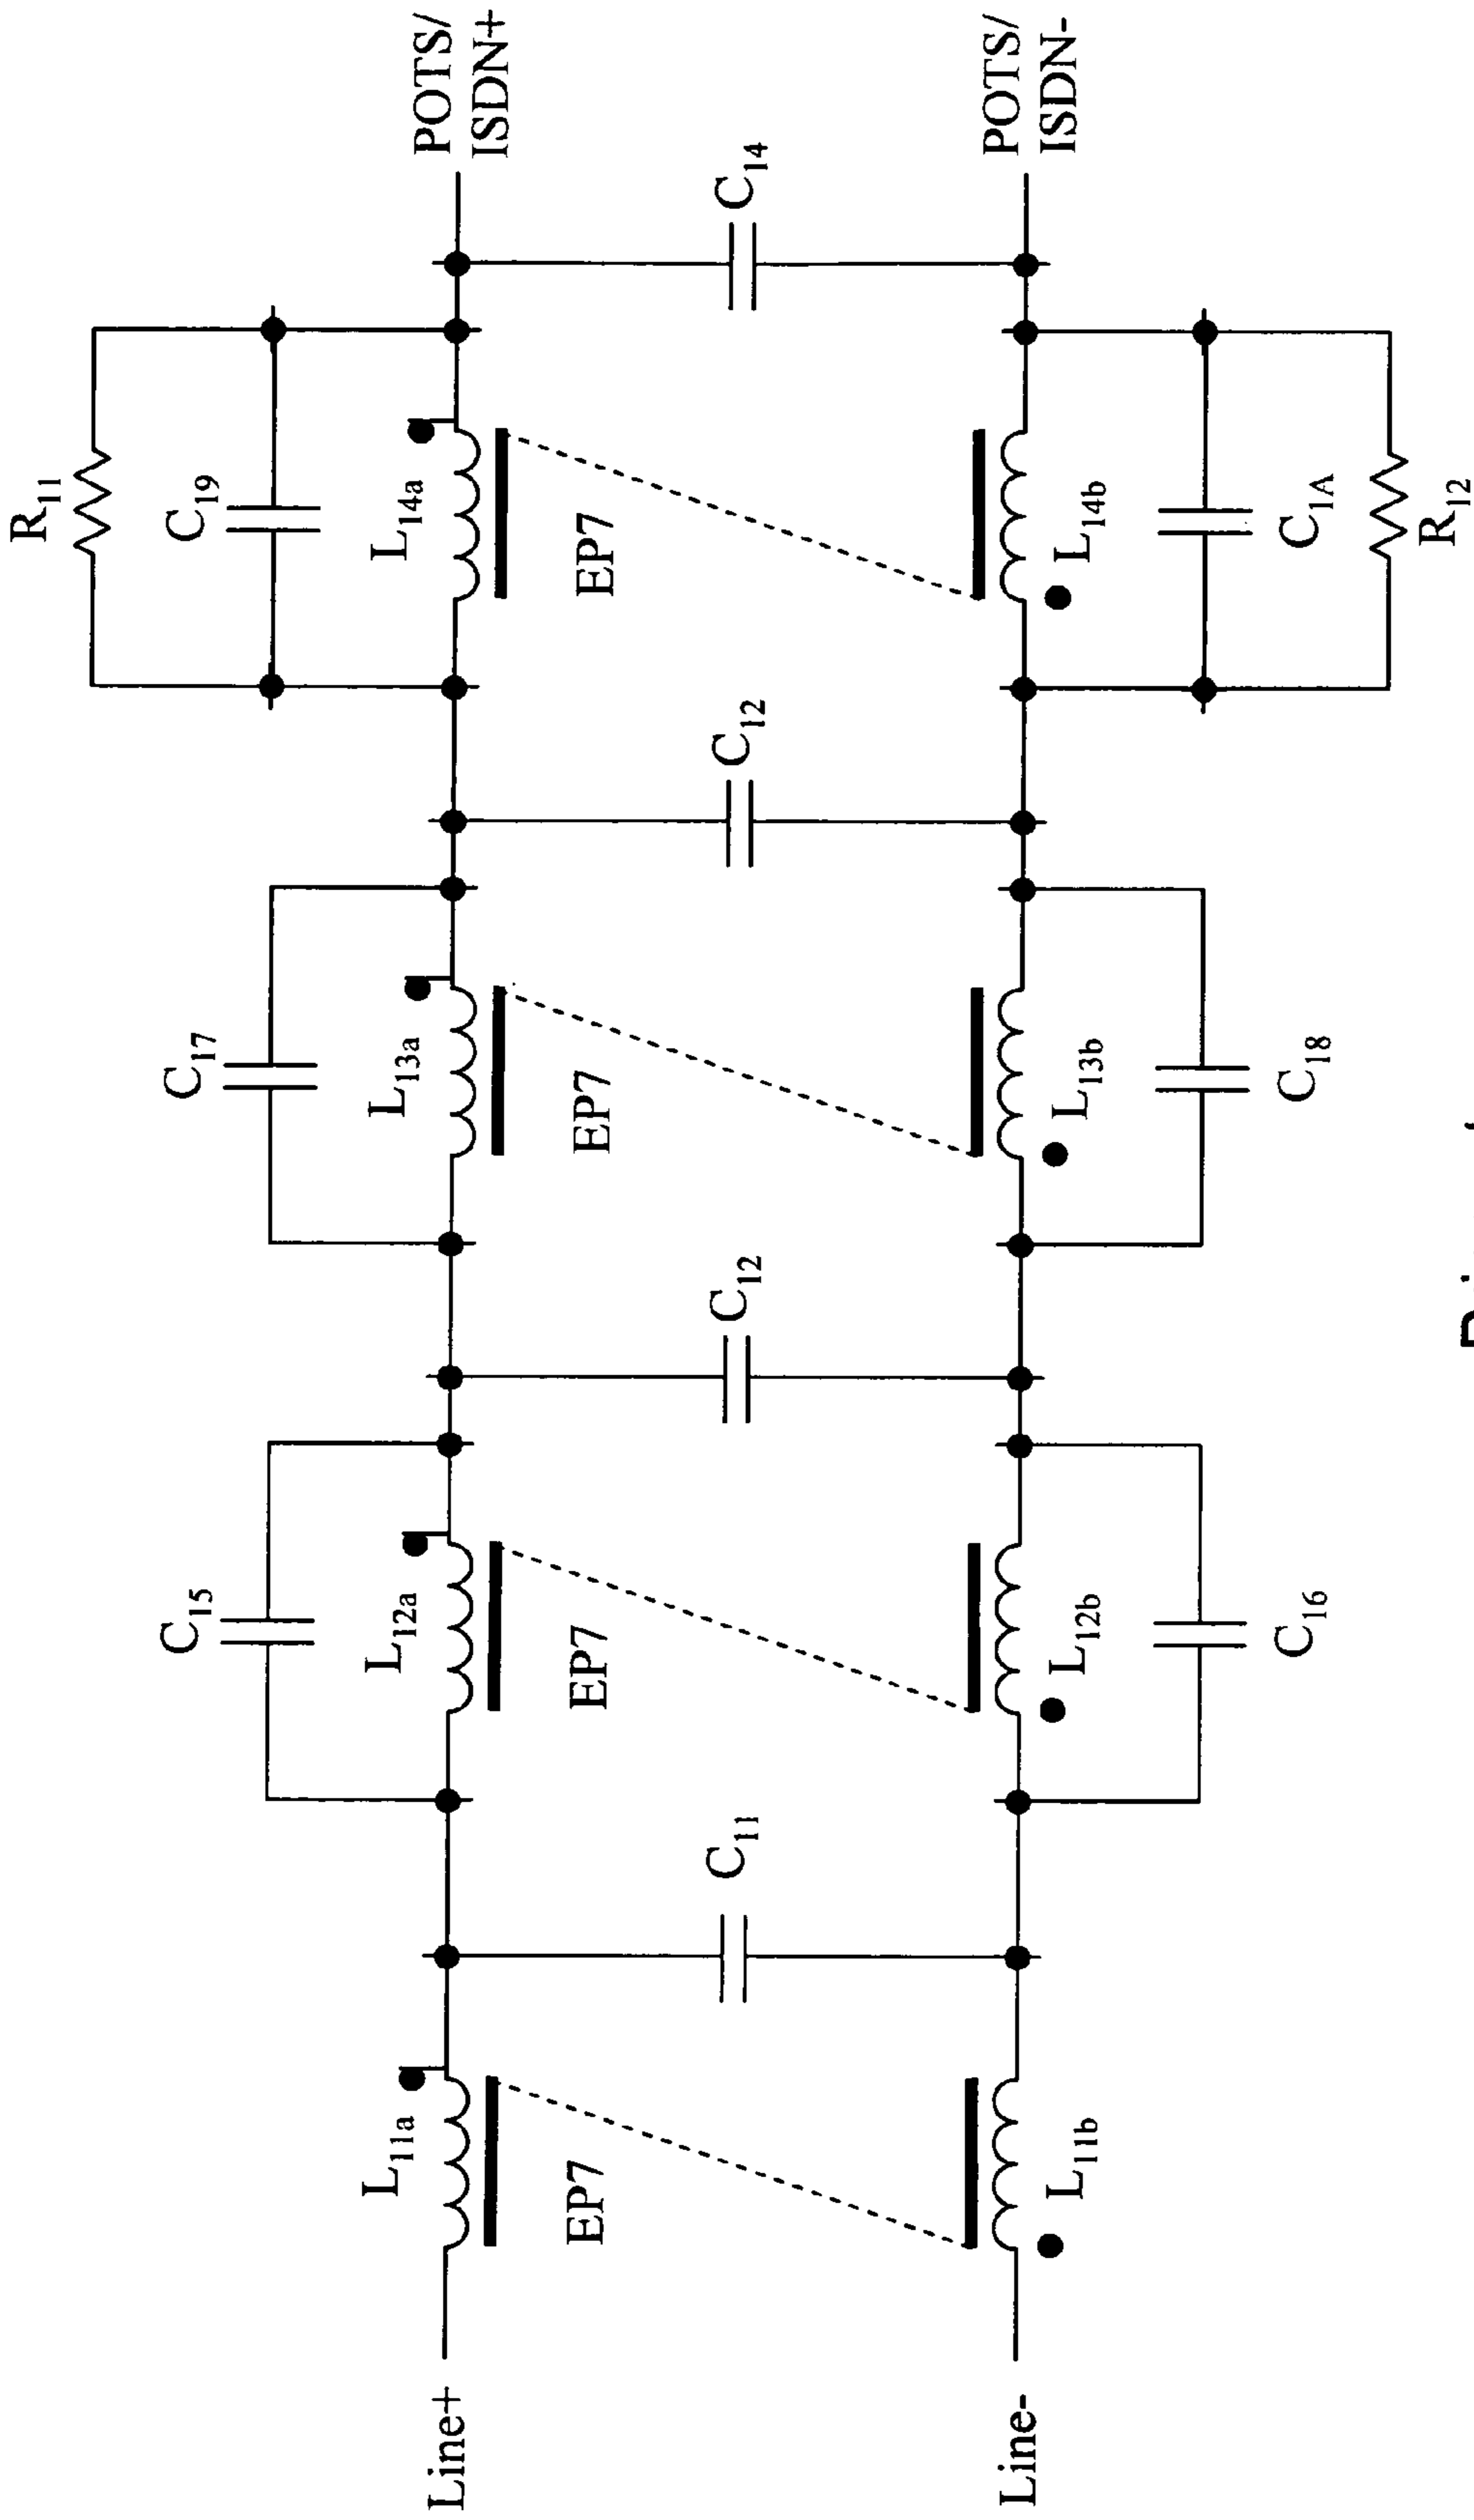 R11
C15
C17
C19
L11a
L12a
L13a
L14a
Line+
POTS/
ISDN+
EP7
EP7
EP7
EP7
C11
C12
C12
C14
Line-
POTS/
ISDN-
L11b
L12b
L13b
L14b
C16
C18
C1A
R12